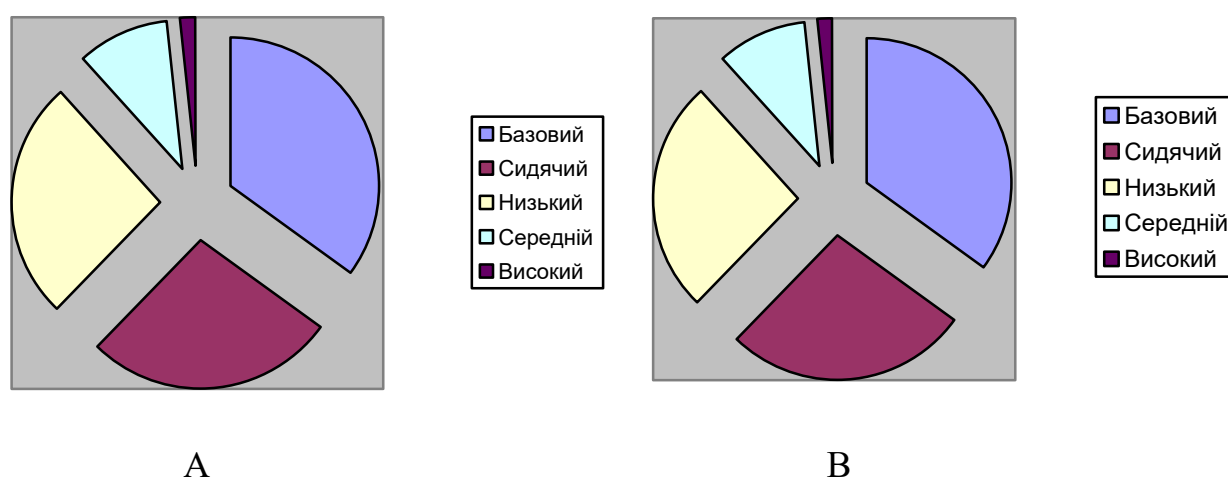 Базовий
Сидячий
Низький
Середній
Високий
Базовий
Сидячий
Низький
Середній
Високий
А
В